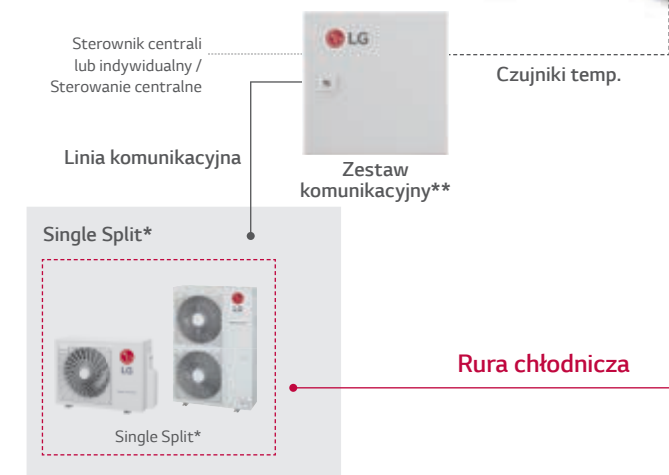 Sterownik centrali
lub indywidualny /
Sterowanie centralne
LG
Czujniki temp.
Linia komunikacyjna
Zestaw
komunikacyjny**
Single Split*
LG
LG
Rura chłodnicza
Single Split*